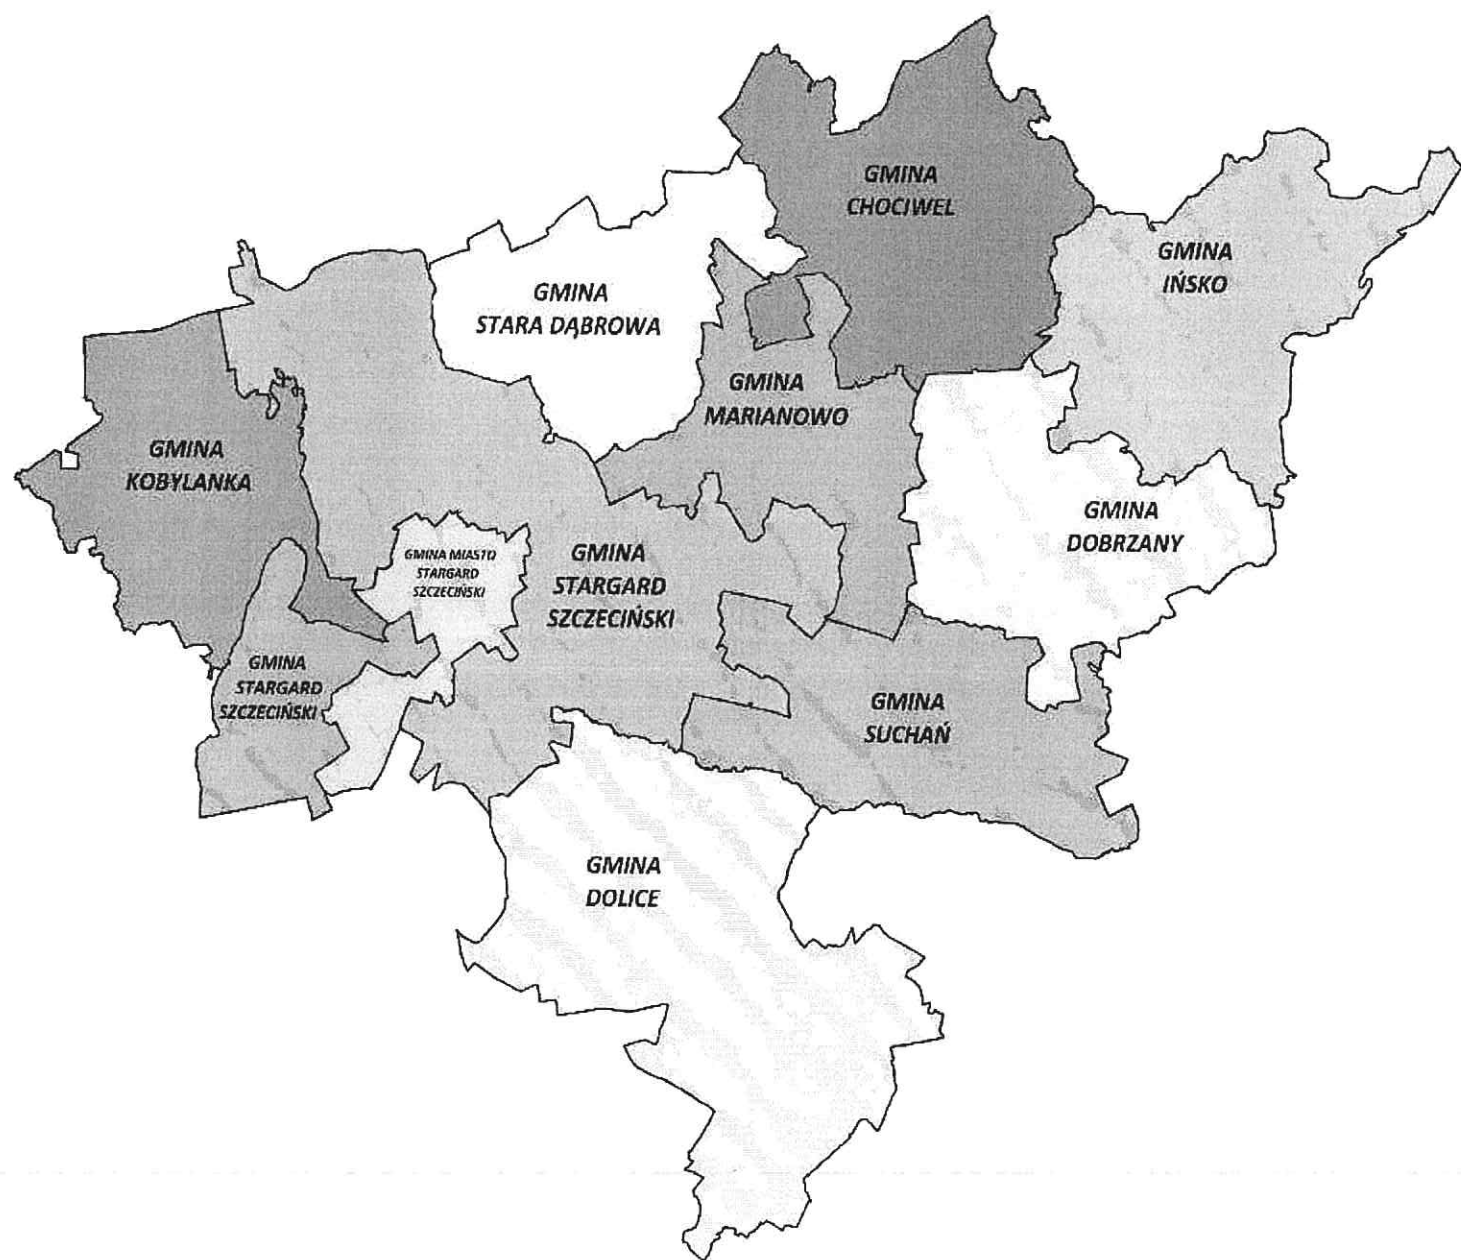 GMINA
CHOCIWEL
GMINA
IŃSKO
GMINA
STARA DĄBROWA
GMINA
MARIANOWO
GMINA
KOBYLANKA
GMINA
DOBRZANY
GMINA MIASTO
STARGARD
SZCZECIŃSKI
GMINA
STARGARD
SZCZECIŃSKI
GMINA
STARGARD
SZCZECIŃSKI
GMINA
SUCHAŃ
GMINA
DOLICE